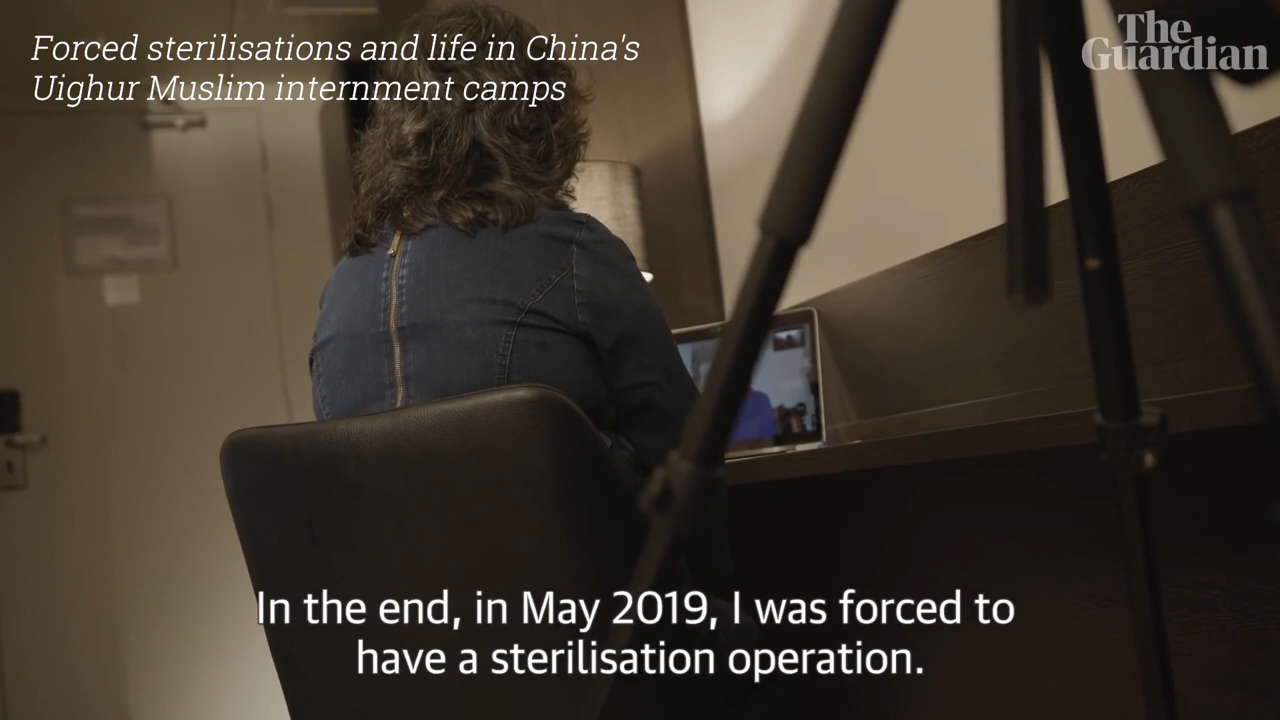 Forced sterilisations and life in China's
Uighur Muslim internment camps
The
Guardian
In the end, in May 2019, I was forced to
have a sterilisation operation.